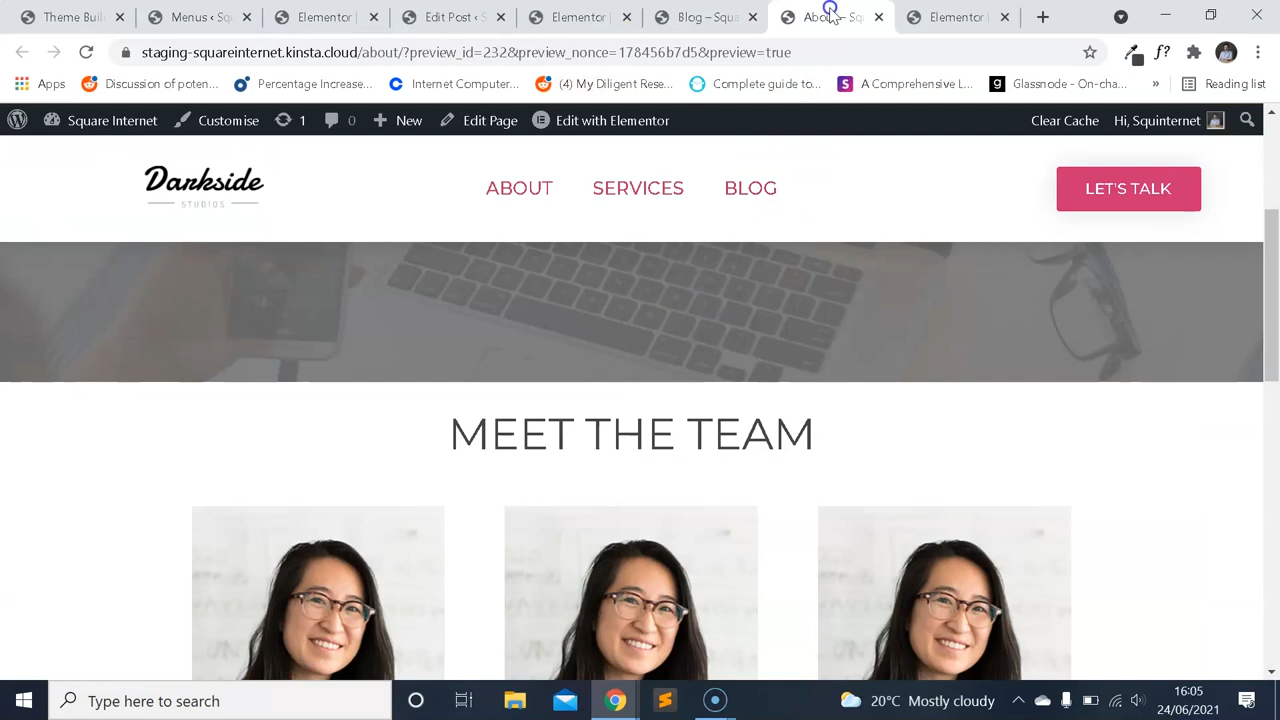 Theme Buil
Menus ‹ Squ
Elementor |
Edit Post ‹ S
Elementor |
Blog – Squa
About – Squ
Elementor |
staging-squareinternet.kinsta.cloud/about/?preview_id=232&preview_nonce=178456b7d5&preview=true
f?
Apps
Discussion of poten...
Percentage Increase...
Internet Computer...
(4) My Diligent Rese...
Complete guide to...
A Comprehensive L...
g
Glassnode - On-cha...
»
Reading list
Square Internet
Customise
1
0
New
Edit Page
Edit with Elementor
Clear Cache
Hi, Squinternet
Darkside
STUDIOS
ABOUT
SERVICES
BLOG
LET'S TALK
MEET THE TEAM
Type here to search
20°C Mostly cloudy
16:05
24/06/2021